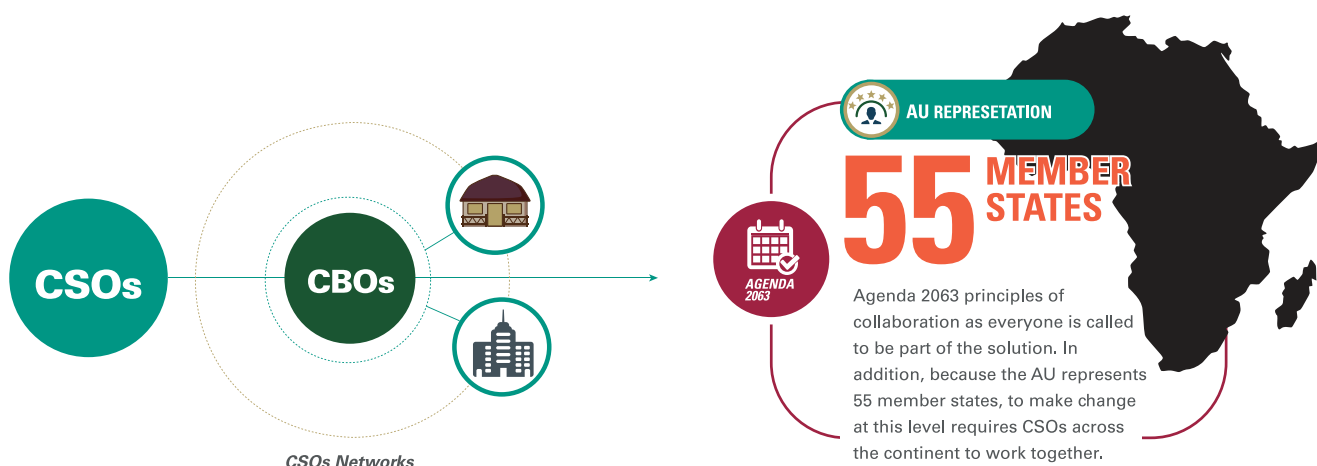 CSOs
CBOs
CSOs Networks
AU REPRESETATION
55 MEMBER
STATES
AGENDA
2063
Agenda 2063 principles of
collaboration as everyone is called
to be part of the solution. In
addition, because the AU represents
55 member states, to make change
at this level requires CSOs across
the continent to work together.